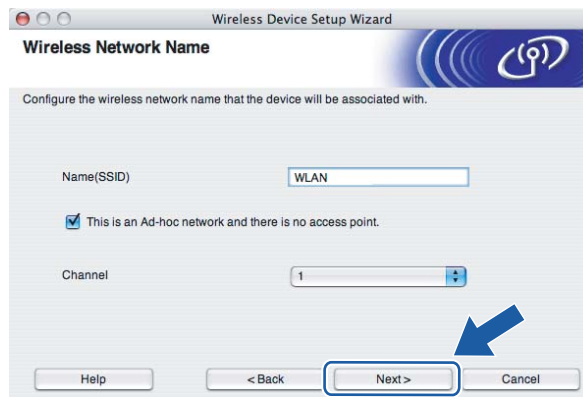 Wireless Device Setup Wizard
Wireless Network Name
Configure the wireless network name that the device will be associated with.
Name(SSID)
WLAN
This is an Ad-hoc network and there is no access point.
Channel
1
Help
<Back
Next>
Cancel